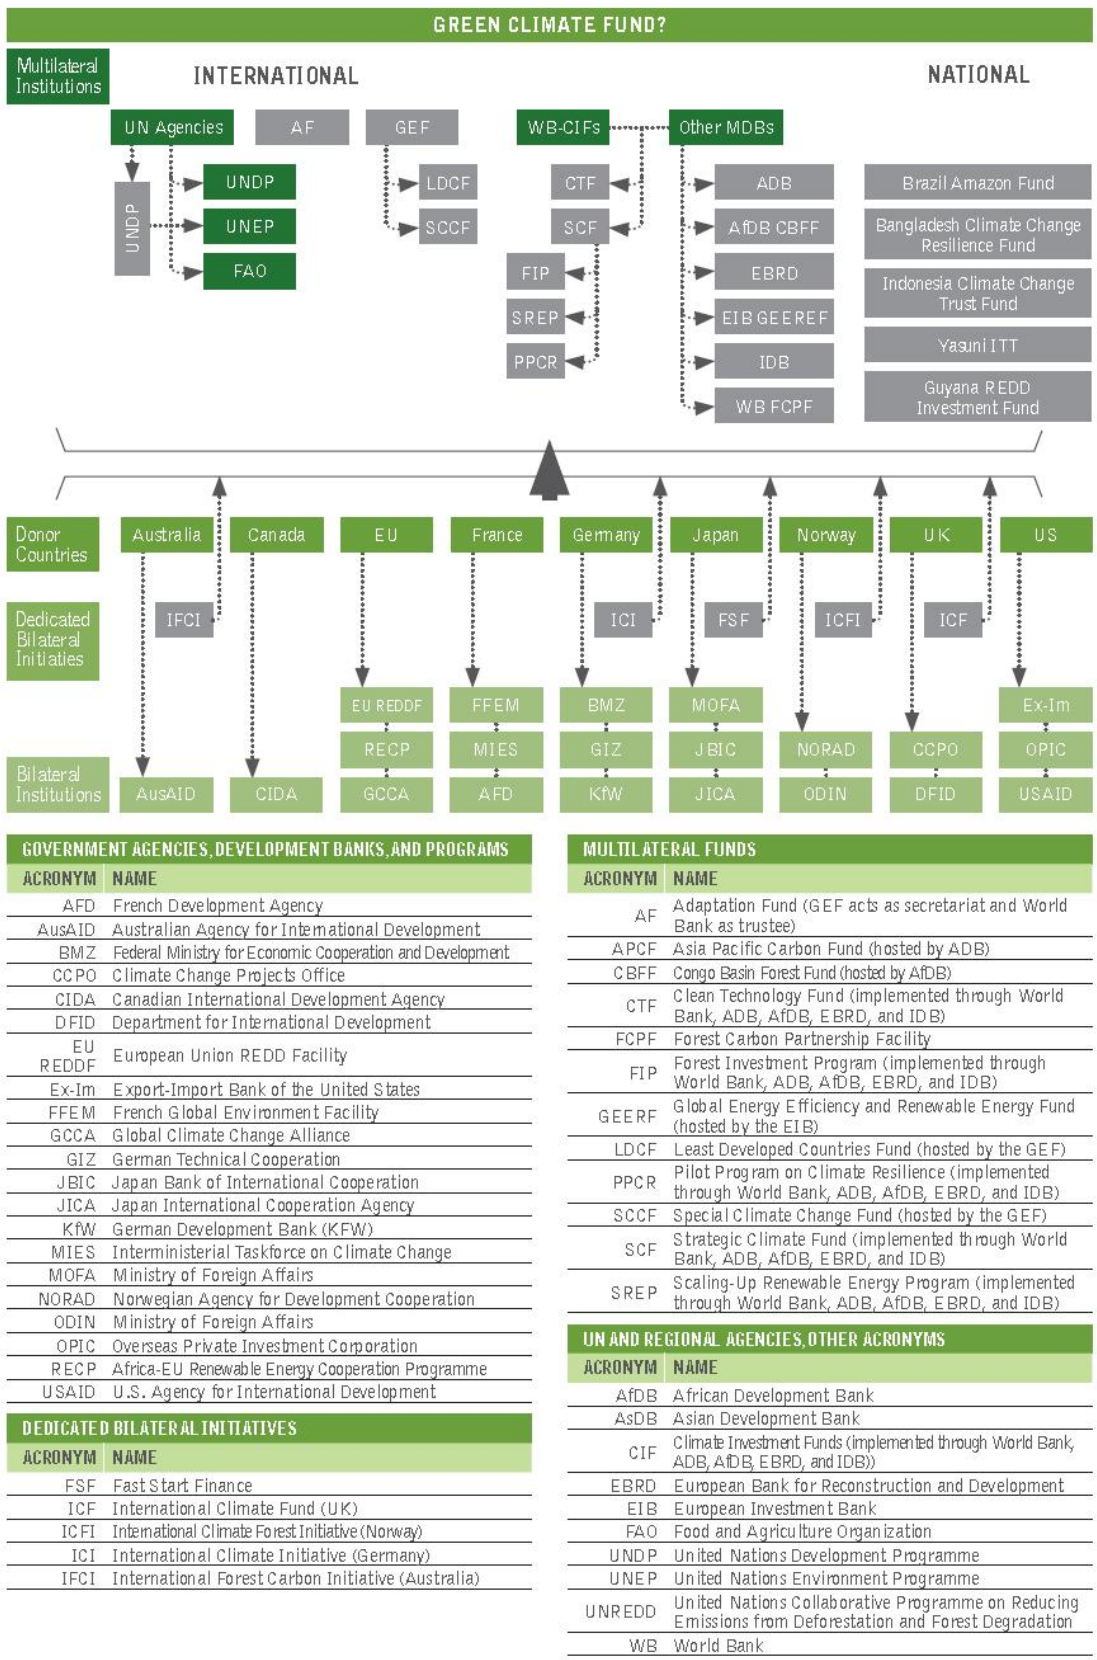 GREEN CLIMATE FUND?
Multilateral
Institutions
INTERNATIONAL
NATIONAL
UN Agencies
AF
GEF
WB-CIFs
Other MDBs
UNDP
UNDP
UNEP
FAO
LDCF
SCCF
CTF
SCF
FIP
SREP
PPCR
ADB
AfDB CBFF
EBRD
EIB GEEREF
IDB
WB FCPF
Brazil Amazon Fund
Bangladesh Climate Change
Resilience Fund
Indonesia Climate Change
Trust Fund
Yasuni ITT
Guyana REDD
Investment Fund
Donor
Countries
Australia
Canada
EU
France
Germany
Japan
Norway
UK
US
Dedicated
Bilateral
Initiaties
IFCI
ICI
FSF
ICFI
ICF
EU REDDF
FFEM
BMZ
MOFA
Ex-Im
RECP
MIES
GIZ
JBIC
NORAD
CCPO
OPIC
Bilateral
Institutions
AusAID
CIDA
GCCA
AFD
KfW
JICA
ODIN
DFID
USAID
GOVERNMENT AGENCIES, DEVELOPMENT BANKS, AND PROGRAMS
ACRONYM NAME
AFD French Development Agency
AusAID Australian Agency for International Development
BMZ Federal Ministry for Economic Cooperation and Development
CCPO Climate Change Projects Office
CIDA Canadian International Development Agency
DFID Department for International Development
EU
REDDF
European Union REDD Facility
Ex-Im Export-Import Bank of the United States
FFEM French Global Environment Facility
GCCA Global Climate Change Alliance
GIZ German Technical Cooperation
JBIC Japan Bank of International Cooperation
JICA Japan International Cooperation Agency
KfW German Development Bank (KFW)
MIES Interministerial Taskforce on Climate Change
MOFA Ministry of Foreign Affairs
NORAD Norwegian Agency for Development Cooperation
ODIN Ministry of Foreign Affairs
OPIC Overseas Private Investment Corporation
RECP Africa-EU Renewable Energy Cooperation Programme
USAID U.S. Agency for International Development
DEDICATED BILATERAL INITIATIVES
ACRONYM NAME
FSF Fast Start Finance
ICF International Climate Fund (UK)
ICFI International Climate Forest Initiative (Norway)
ICI International Climate Initiative (Germany)
IFCI International Forest Carbon Initiative (Australia)
MULTILATERAL FUNDS
ACRONYM NAME
AF Adaptation Fund (GEF acts as secretariat and World
Bank as trustee)
APCF Asia Pacific Carbon Fund (hosted by ADB)
CBFF Congo Basin Forest Fund (hosted by AfDB)
CTF Clean Technology Fund (implemented through World
Bank, ADB, AfDB, EBRD, and IDB)
FCPF Forest Carbon Partnership Facility
FIP Forest Investment Program (implemented through
World Bank, ADB, AfDB, EBRD, and IDB)
GEERF Global Energy Efficiency and Renewable Energy Fund
(hosted by the EIB)
LDCF Least Developed Countries Fund (hosted by the GEF)
PPCR Pilot Program on Climate Resilience (implemented
through World Bank, ADB, AfDB, EBRD, and IDB)
SCCF Special Climate Change Fund (hosted by the GEF)
SCF Strategic Climate Fund (implemented through World
Bank, ADB, AfDB, EBRD, and IDB)
SREP Scaling-Up Renewable Energy Program (implemented
through World Bank, ADB, AfDB, EBRD, and IDB)
UN AND REGIONAL AGENCIES, OTHER ACRONYMS
ACRONYM NAME
AfDB African Development Bank
AsDB Asian Development Bank
CIF Climate Investment Funds (implemented through World Bank,
ADB, AfDB, EBRD, and IDB))
EBRD European Bank for Reconstruction and Development
EIB European Investment Bank
FAO Food and Agriculture Organization
UNDP United Nations Development Programme
UNEP United Nations Environment Programme
UNREDD United Nations Collaborative Programme on Reducing
Emissions from Deforestation and Forest Degradation
WB World Bank